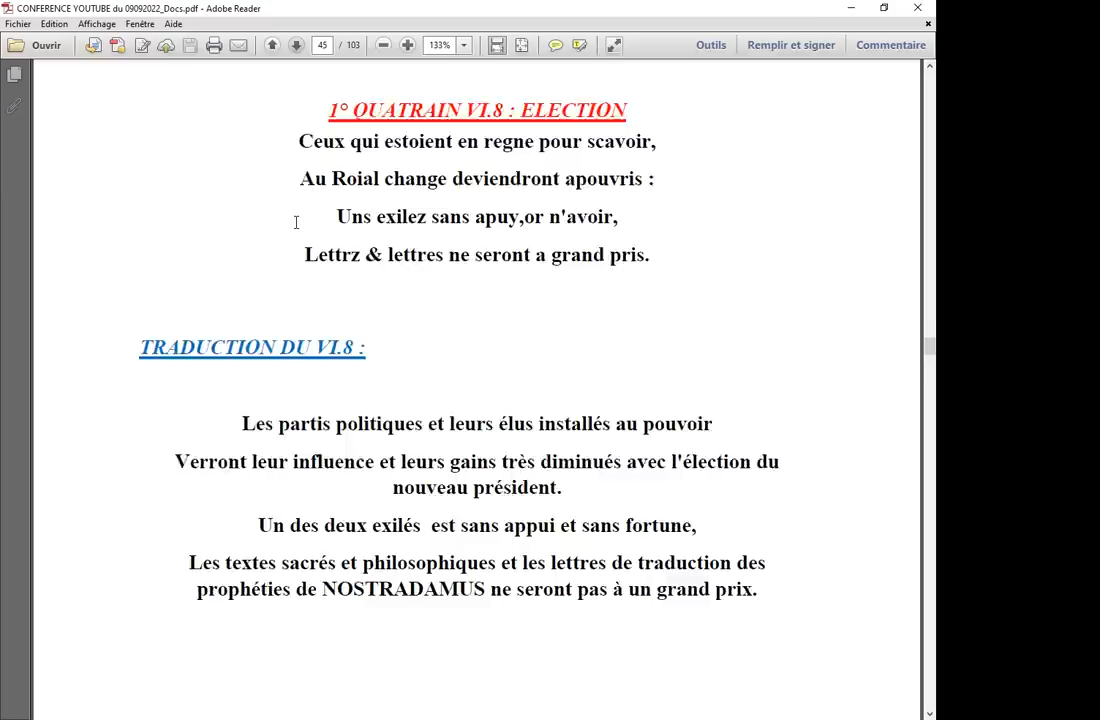 CONFERENCE YOUTUBE du 09092022_Docs.pdf - Adobe Reader
Fichier Edition Affichage Fenêtre Aide
Ouvrir 45 / 103 133% Outils Remplir et signer Commentaire
1° QUATRAIN VI.8 : ELECTION
Ceux qui estoient en regne pour scavoir,
Au Roial change deviendront apouvris :
Uns exilez sans apuy,or n'avoir,
Lettrz & lettres ne seront a grand pris.
TRADUCTION DU VI.8 :
Les partis politiques et leurs élus installés au pouvoir
Verront leur influence et leurs gains très diminués avec l'élection du
nouveau président.
Un des deux exilés est sans appui et sans fortune,
Les textes sacrés et philosophiques et les lettres de traduction des
prophéties de NOSTRADAMUS ne seront pas à un grand prix.